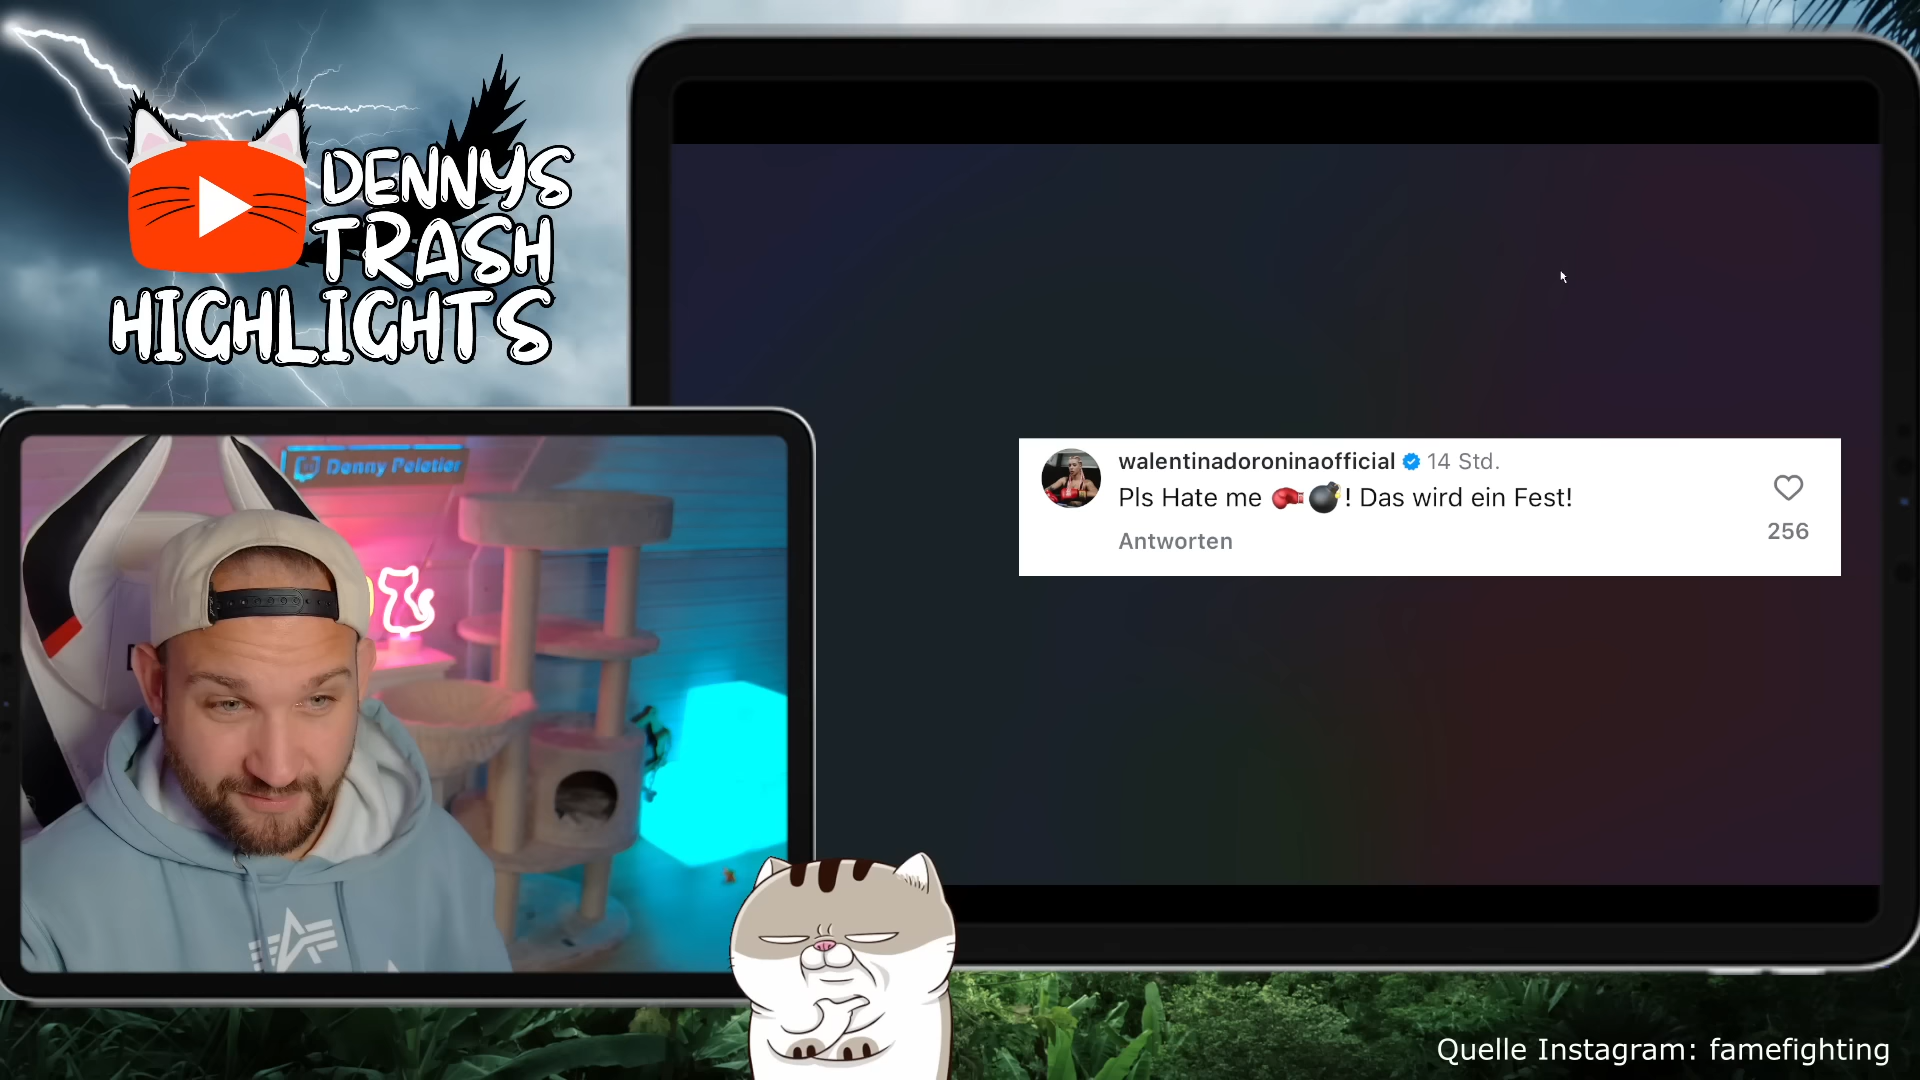 DENNYS
TRASH
HIGHLIGHTS
Denny Peletier
walentinadoroninaofficial 14 Std.
Pls Hate me 🥊💣! Das wird ein Fest!
256
Antworten
Quelle Instagram: famefighting